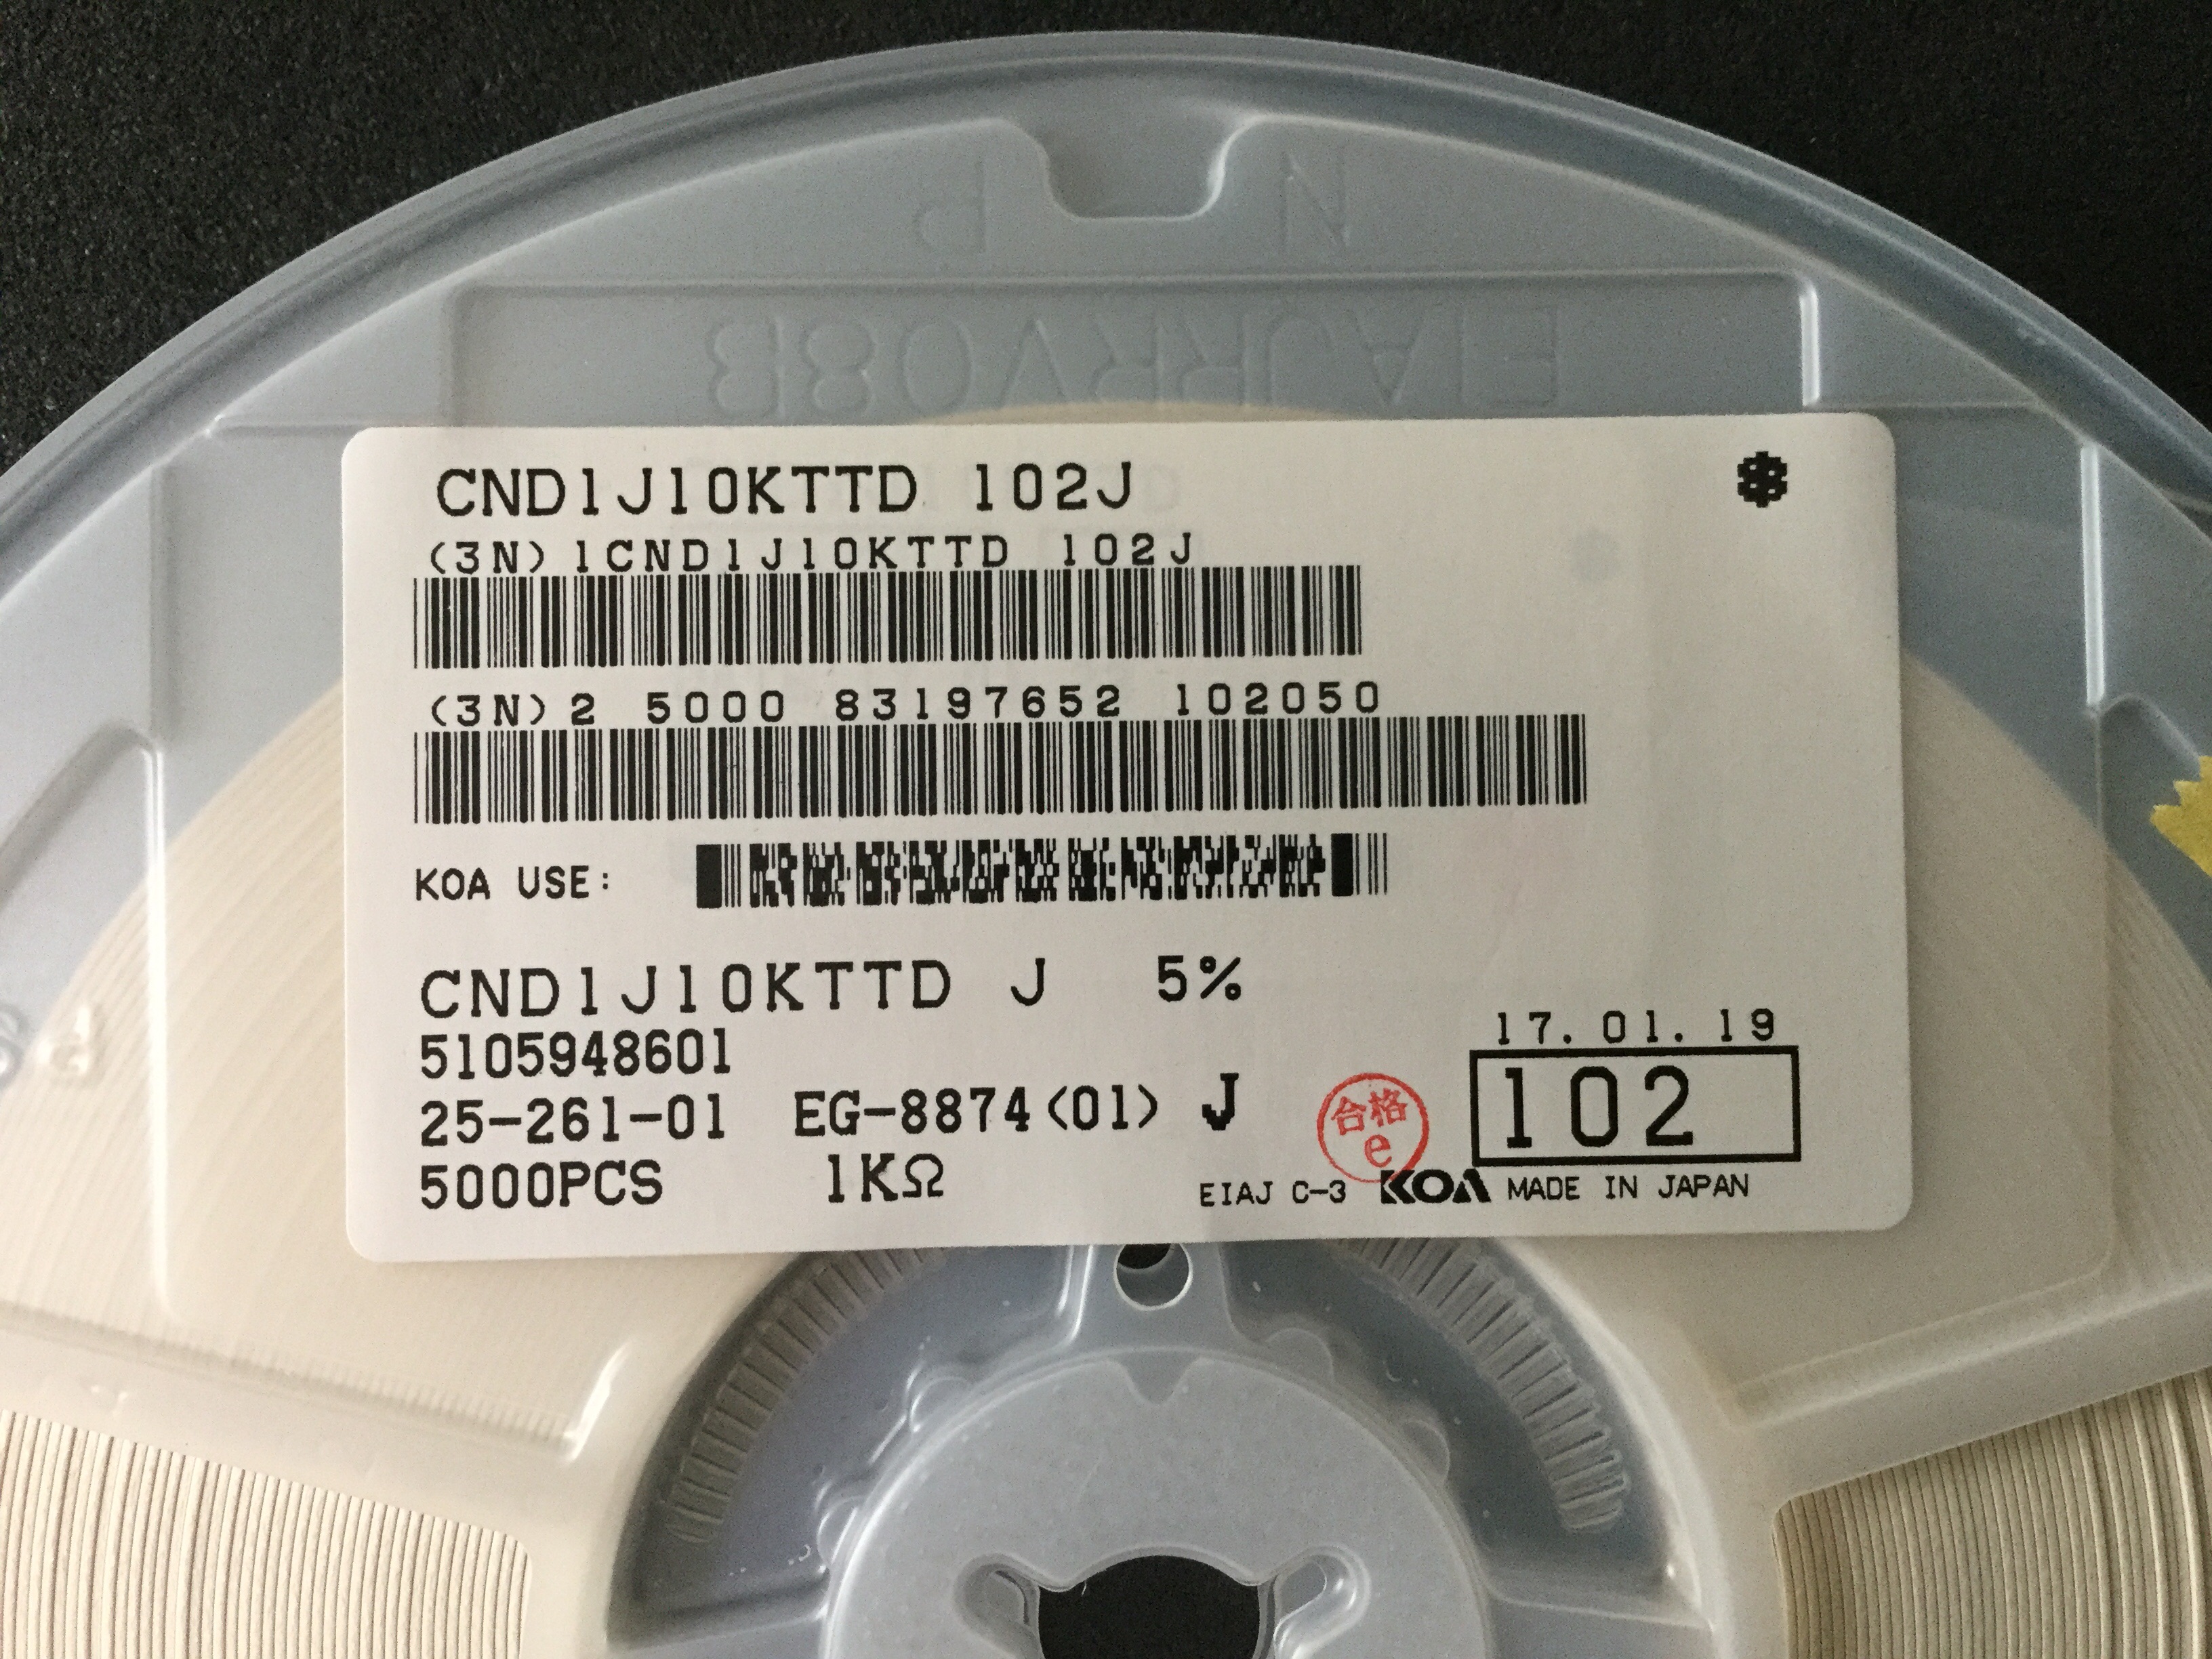 N P
EIAJRRV08B
CND1J10KTTD 102J
(3N)1CND1J10KTTD 102J
(3N)2 5000 83197652 102050
KOA USE:
CND1J10KTTD J 5%
5105948601
17.01.19
25-261-01 EG-8874(01) J
合格
e
102
5000PCS 1KΩ
EIAJ C-3 KOA MADE IN JAPAN